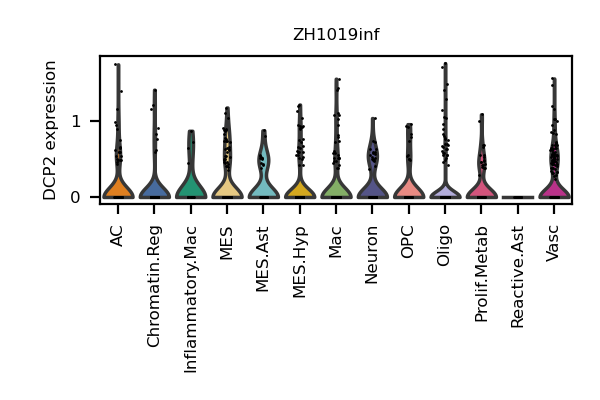 ZH1019inf
DCP2 expression
1
0
AC
Chromatin.Reg
Inflammatory.Mac
MES
MES.Ast
MES.Hyp
Mac
Neuron
OPC
Oligo
Prolif.Metab
Reactive.Ast
Vasc